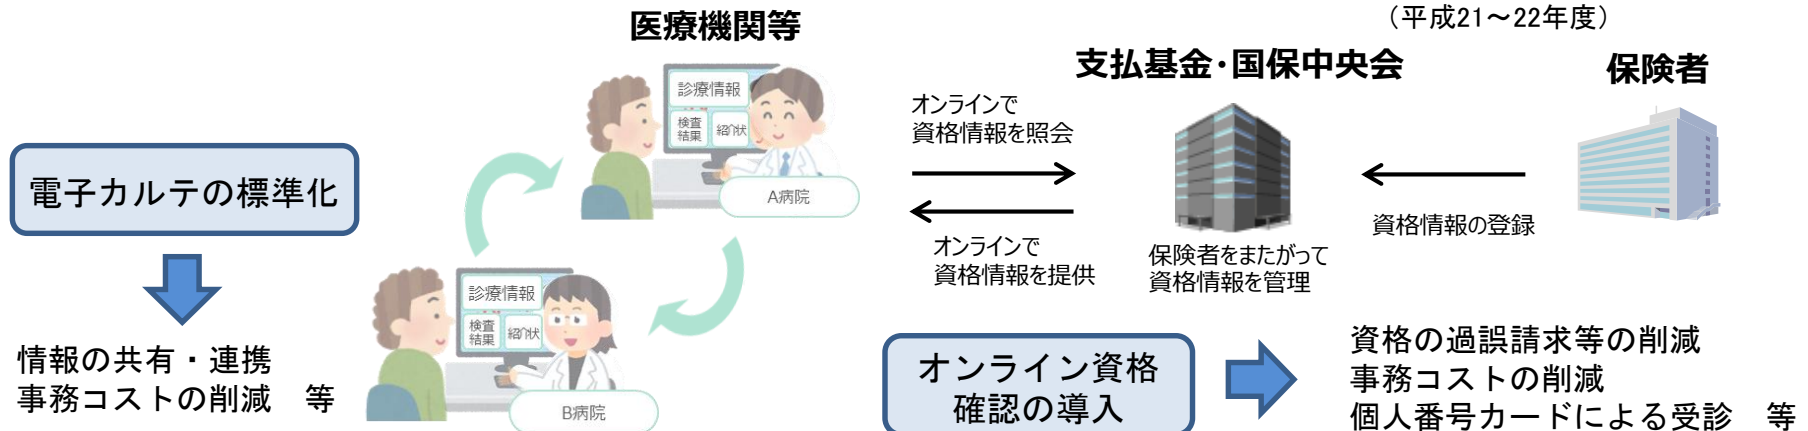 （平成21～22年度）
医療機関等
支払基金･国保中央会
保険者
診療情報
検査
結果
紹介状
A病院
オンラインで
資格情報を照会
オンラインで
資格情報を提供
保険者をまたがって
資格情報を管理
資格情報の登録
電子カルテの標準化
情報の共有・連携
事務コストの削減　等
診療情報
検査
結果
紹介状
B病院
オンライン資格
確認の導入
資格の過誤請求等の削減
事務コストの削減
個人番号カードによる受診　等